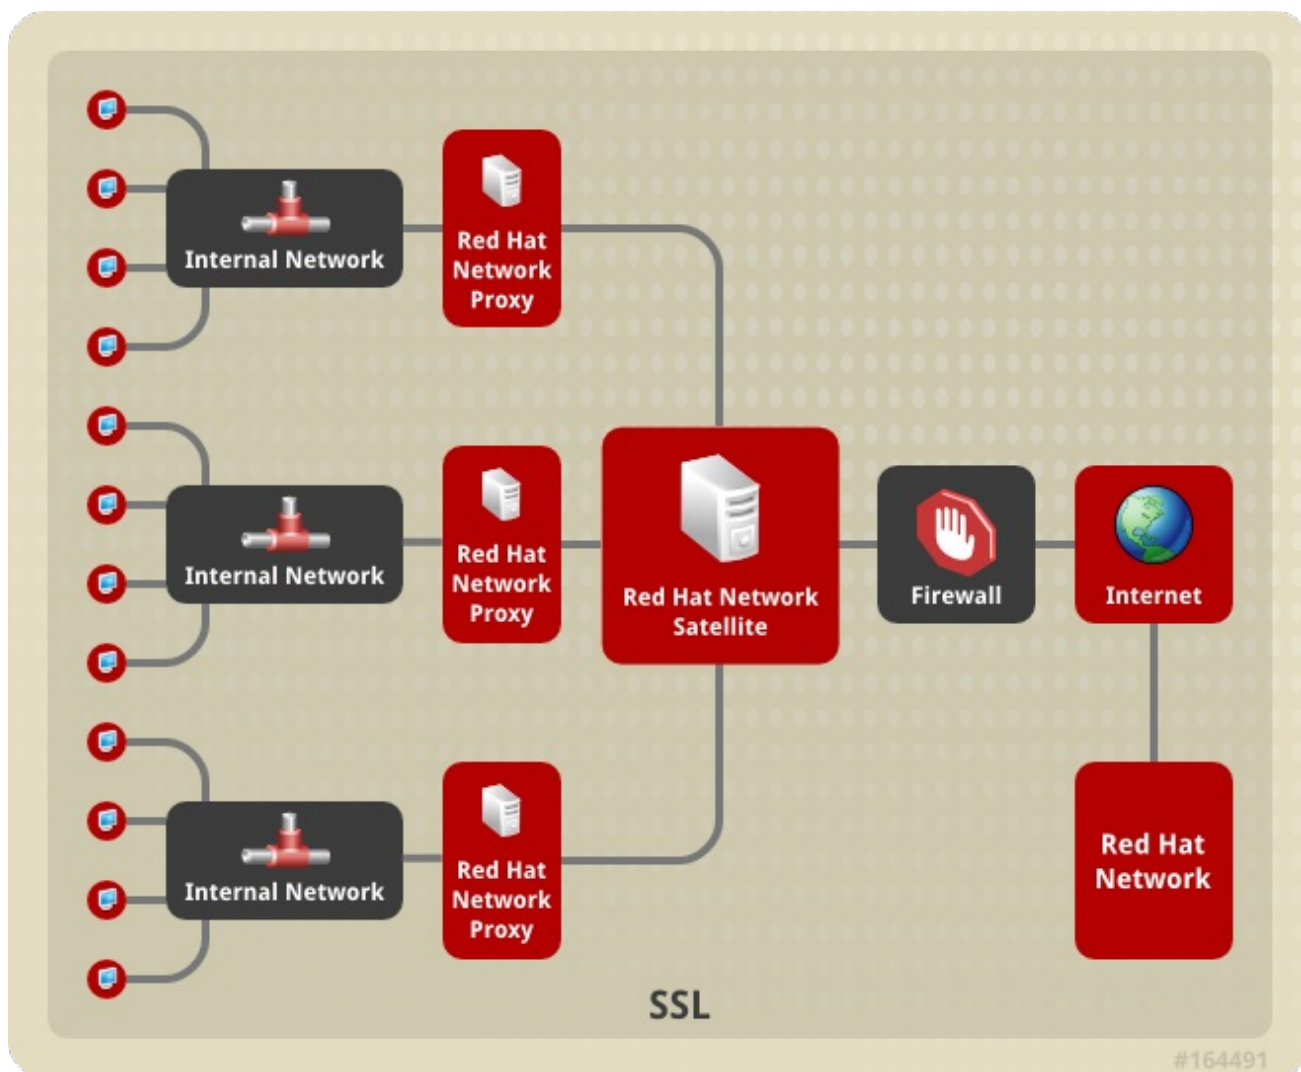 Internal Network
Red Hat
Network
Proxy
Internal Network
Red Hat
Network
Proxy
Red Hat Network
Satellite
Firewall
Internet
Internal Network
Red Hat
Network
Proxy
Red Hat
Network
SSL
#164491